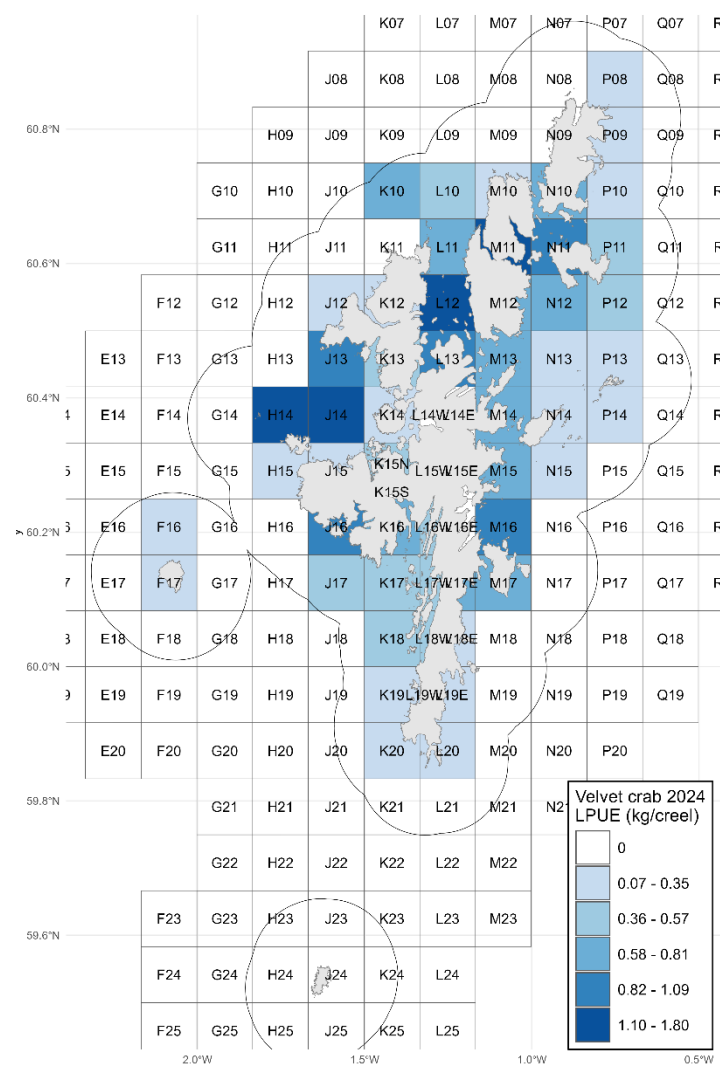 K07 L07 M07 N07 P07 Q07 R
J08 K08 L08 M08 N08 P08 Q08 R
60.8°N H09 J09 K09 L09 M09 N09 P09 Q09 R
G10 H10 J10 K10 L10 M10 N10 P10 Q10 R
60.6°N G11 H11 J11 K11 L11 M11 N11 P11 Q11 R
F12 G12 H12 J12 K12 L12 M12 N12 P12 Q12 R
E13 F13 G13 H13 J13 K13 L13 M13 N13 P13 Q13 R
60.4°N 4 E14 F14 G14 H14 J14 K14 L14W L14E M14 N14 P14 Q14 R
5 E15 F15 G15 H15 J15 K15N L15W L15E M15 N15 P15 Q15 R
K15S
60.2°N 6 E16 F16 G16 H16 J16 K16 L16W L16E M16 N16 P16 Q16 R
y
7 E17 F17 G17 H17 J17 K17 L17W L17E M17 N17 P17 Q17 R
60.0°N 8 E18 F18 G18 H18 J18 K18 L18W L18E M18 N18 P18 Q18
9 E19 F19 G19 H19 J19 K19 L19W L19E M19 N19 P19 Q19
E20 F20 G20 H20 J20 K20 L20 M20 N20 P20
59.8°N G21 H21 J21 K21 L21 M21 N21
G22 H22 J22 K22 L22 M22
59.6°N F23 G23 H23 J23 K23 L23 M23
F24 G24 H24 J24 K24 L24
F25 G25 H25 J25 K25 L25
2.0°W 1.5°W 1.0°W 0.5°W
Velvet crab 2024
LPUE (kg/creel)
0
0.07 - 0.35
0.36 - 0.57
0.58 - 0.81
0.82 - 1.09
1.10 - 1.80